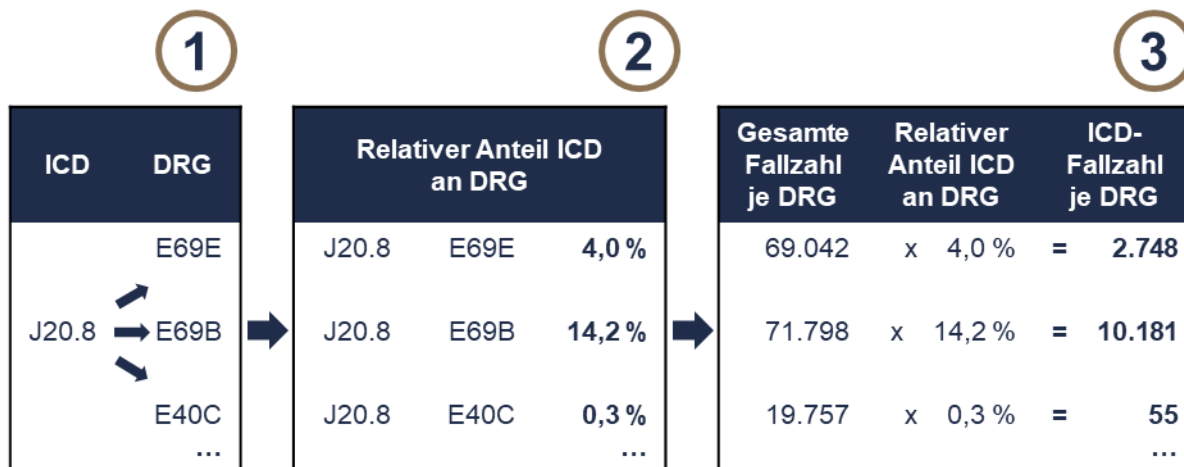 1
2
3
ICD DRG
Relativer Anteil ICD
an DRG
Gesamte Relativer ICD-
Fallzahl Anteil ICD Fallzahl
je DRG an DRG je DRG
E69E J20.8 E69E 4,0 % 69.042 x 4,0 % = 2.748
J20.8 E69B J20.8 E69B 14,2 % 71.798 x 14,2 % = 10.181
E40C J20.8 E40C 0,3 % 19.757 x 0,3 % = 55
... ... ...